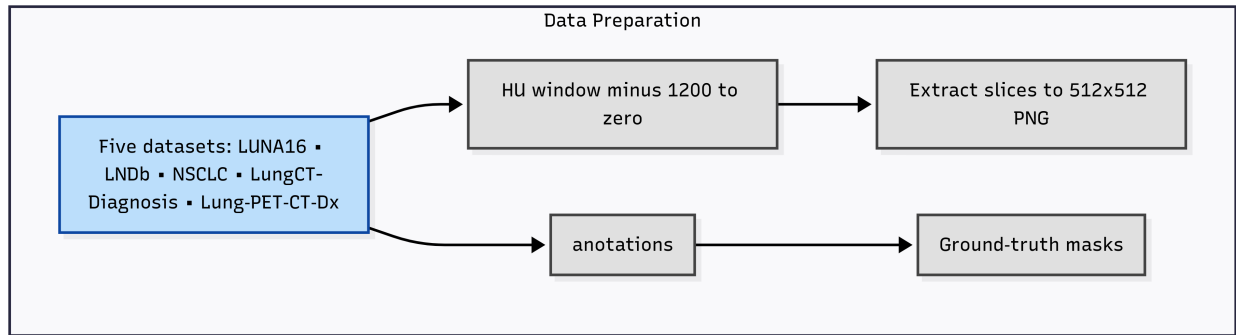 Data Preparation
Five datasets: LUNA16 ▪
LNDb ▪ NSCLC ▪ LungCT-
Diagnosis ▪ Lung-PET-CT-Dx
HU window minus 1200 to
zero
Extract slices to 512x512
PNG
anotations
Ground-truth masks